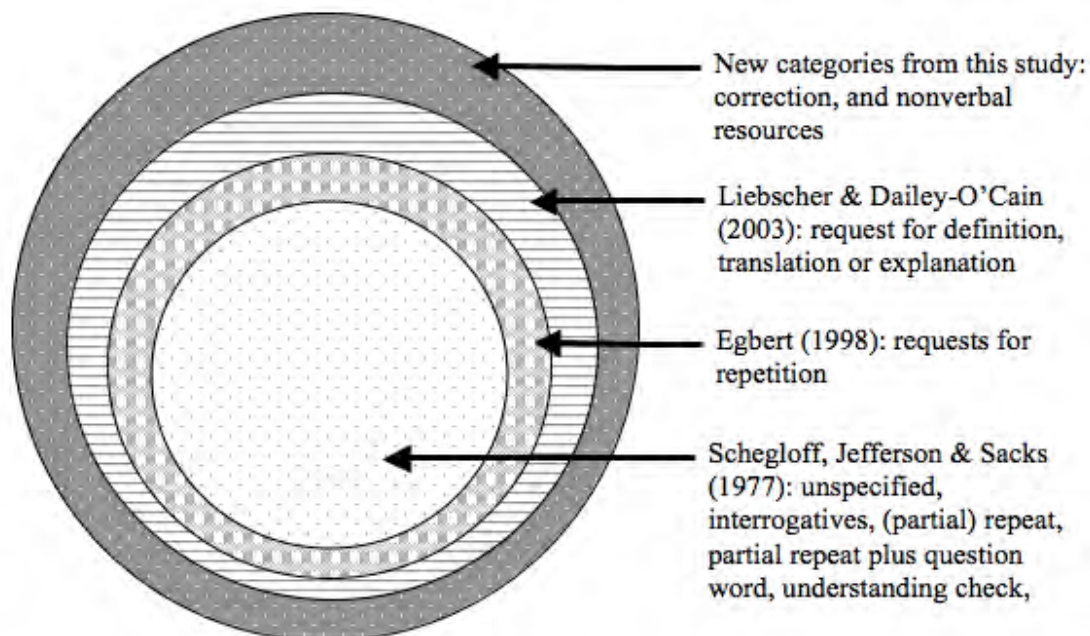 New categories from this study:
correction, and nonverbal
resources
Liebscher & Dailey-O'Cain
(2003): request for definition,
translation or explanation
Egbert (1998): requests for
repetition
Schegloff, Jefferson & Sacks
(1977): unspecified,
interrogatives, (partial) repeat,
partial repeat plus question
word, understanding check,